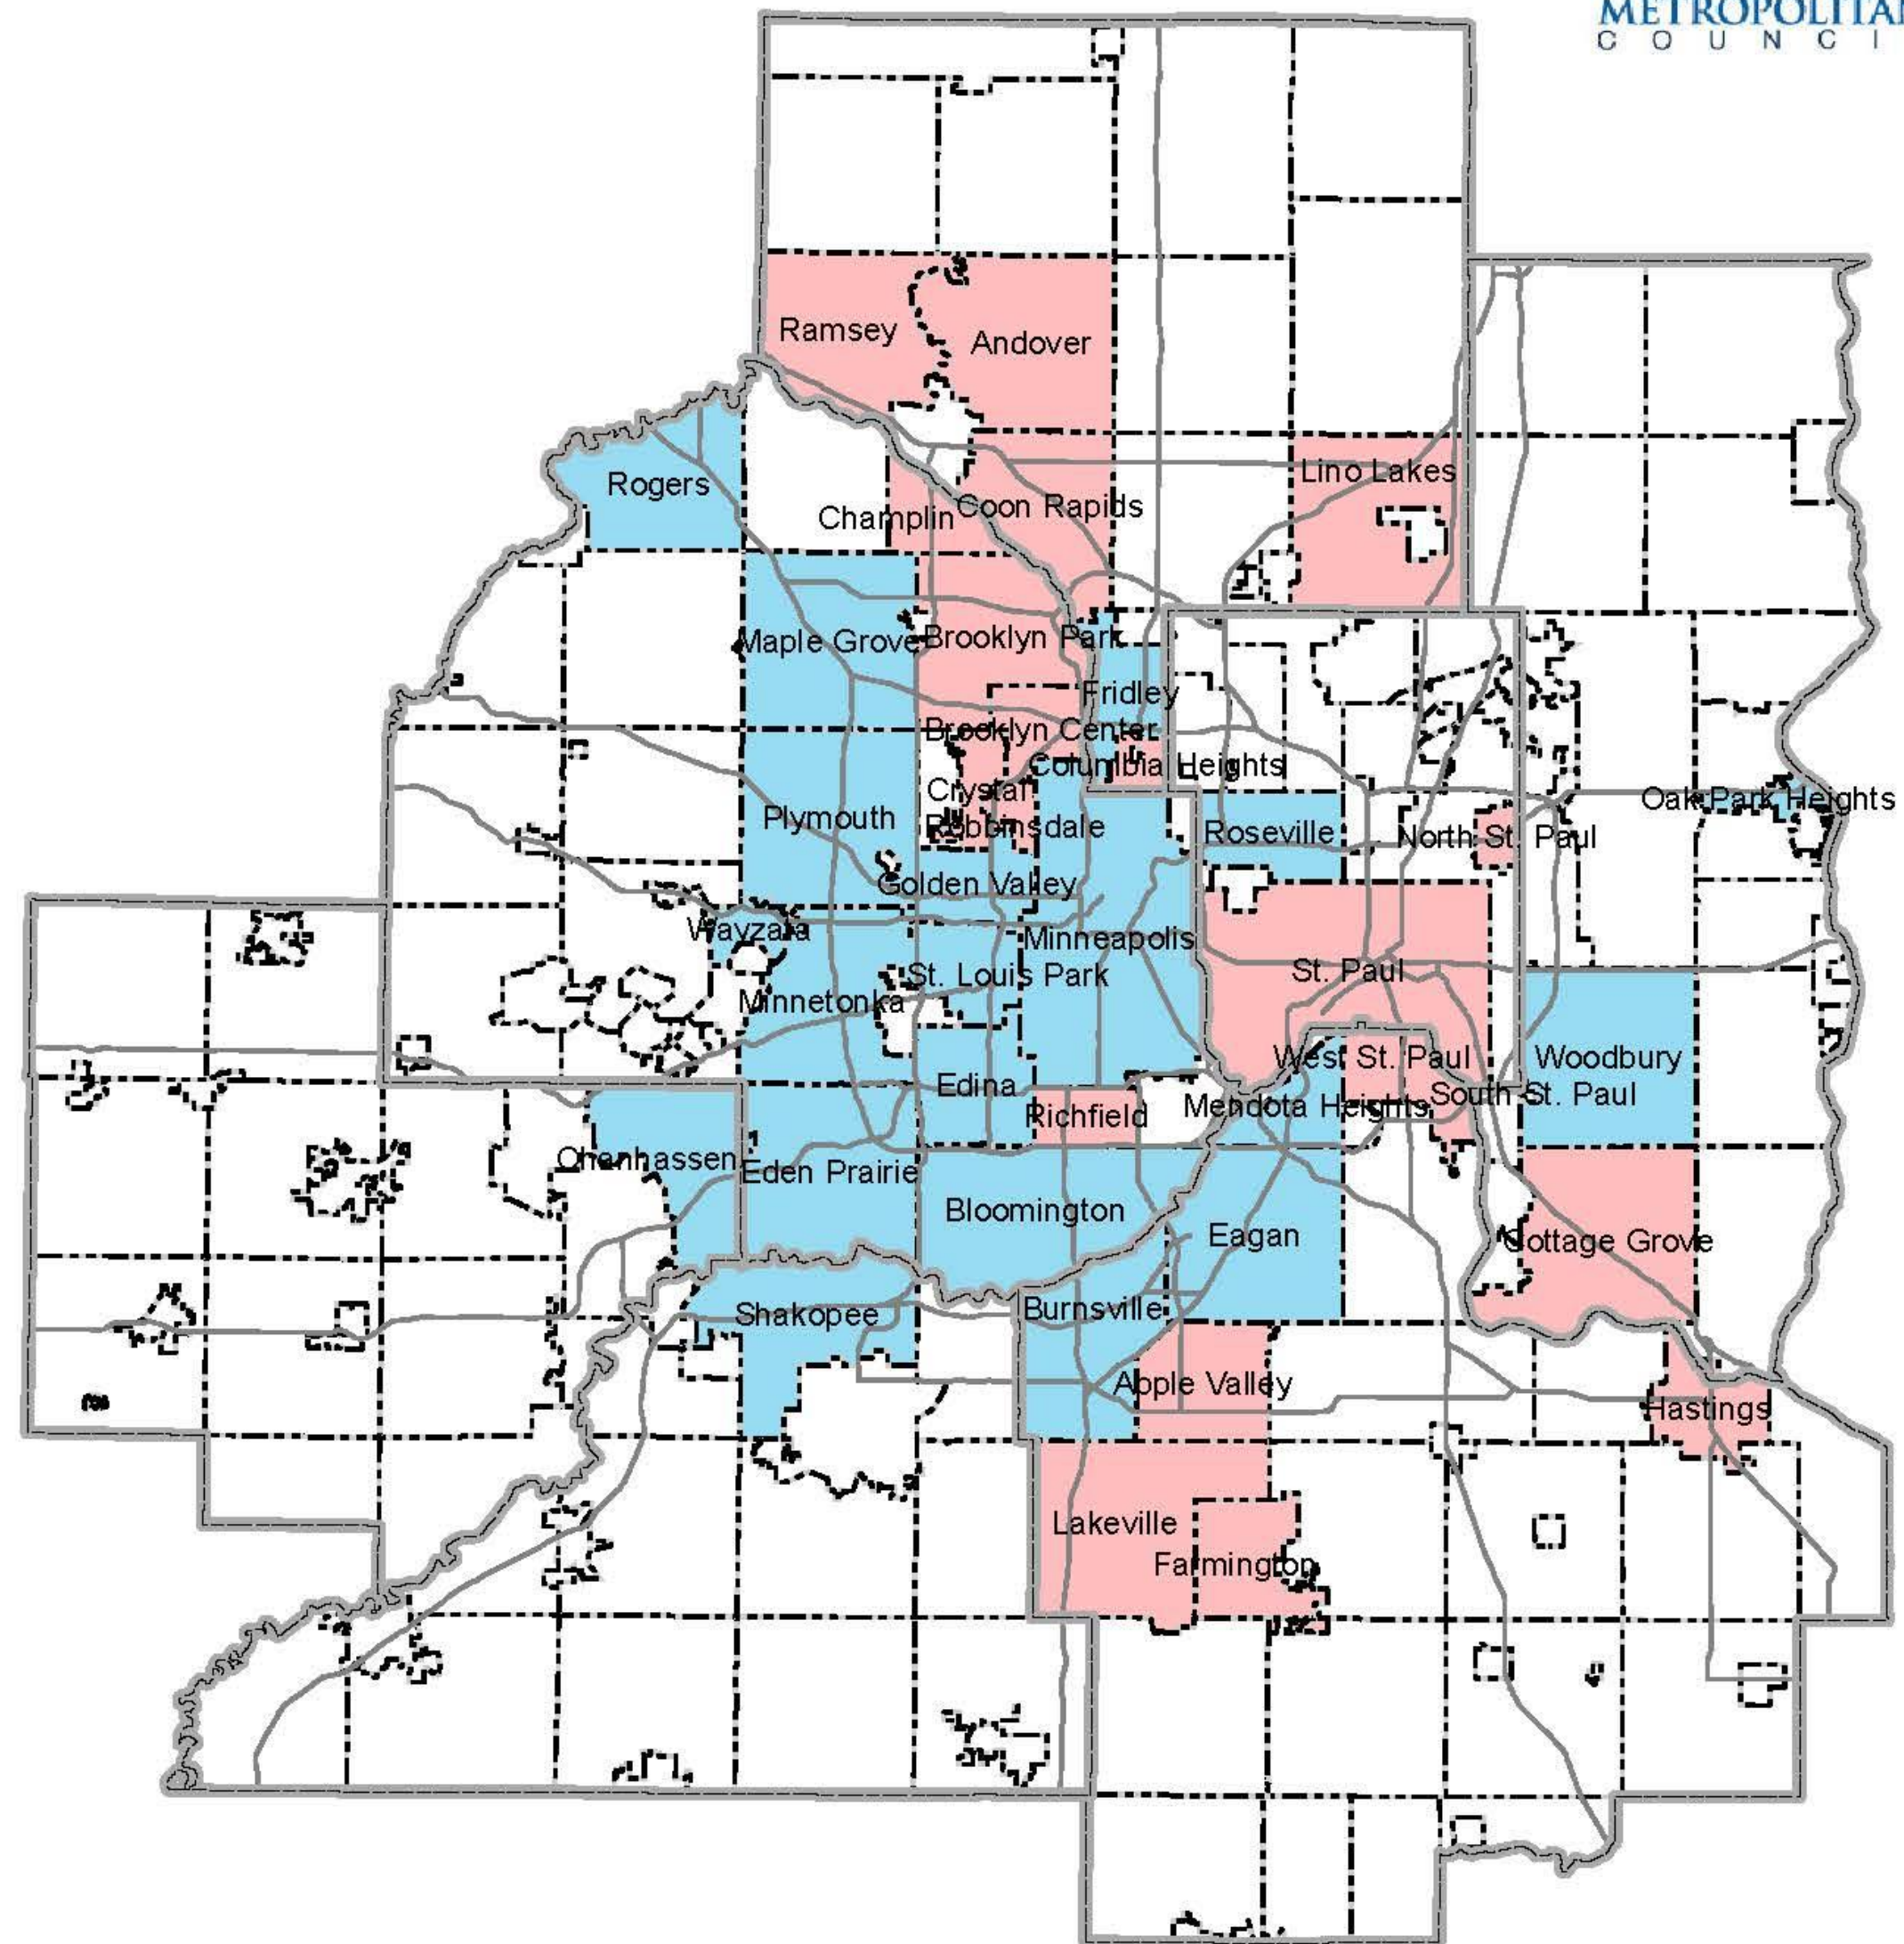 METROPOLITAN
COUNCI
Ramsey
Andover
Rogers
Lino Lakes
Champlin
Coon Rapids
Maple Grove
Brooklyn Park
Fridley
Brooklyn Center
Columbia Heights
Crystal
Oak Park Heights
Plymouth
Robbinsdale
Roseville
North St. Paul
Golden Valley
Wayzata
Minneapolis
St. Louis Park
St. Paul
Minnetonka
West St. Paul
Woodbury
Edina
South St. Paul
Richfield
Mendota Heights
Chanhassen
Eden Prairie
Bloomington
Eagan
Cottage Grove
Shakopee
Burnsville
Apple Valley
Hastings
Lakeville
Farmington